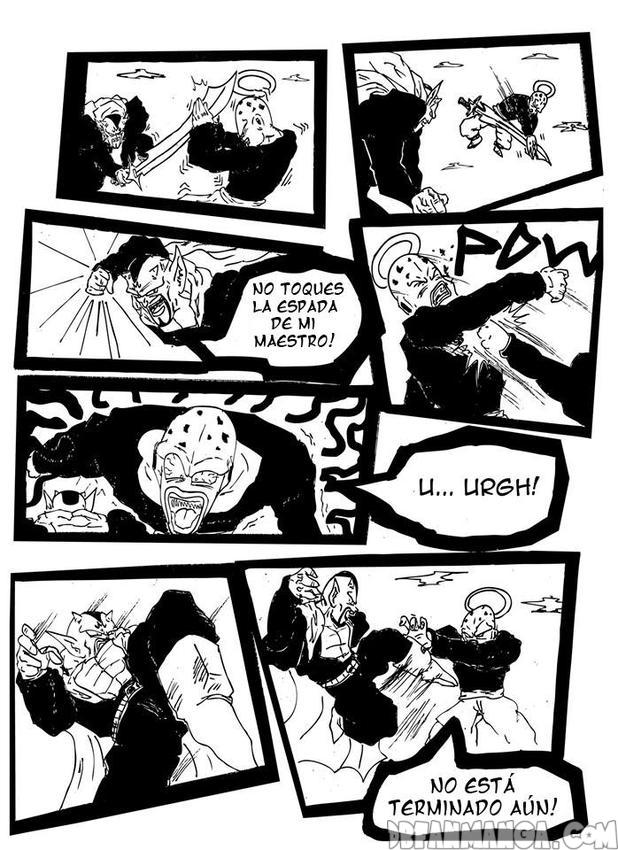 POW
NO TOQUES
LA ESPADA
DE MI
MAESTRO!
U... URGH!
NO ESTÁ
TERMINADO AÚN!
DBFANMANGA.COM